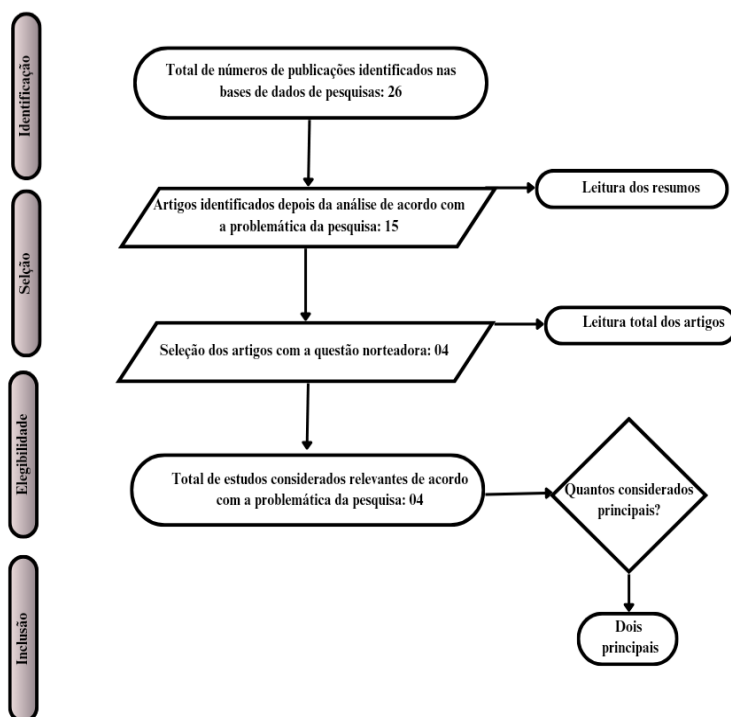 Identificação
Total de números de publicações identificados nas
bases de dados de pesquisas: 26
Leitura dos resumos
Artigos identificados depois da análise de acordo com
a problemática da pesquisa: 15
Selção
Leitura total dos artigos
Seleção dos artigos com a questão norteadora: 04
Elegibilidade
Total de estudos considerados relevantes de acordo
com a problemática da pesquisa: 04
Quantos considerados
principais?
Inclusão
Dois
principais